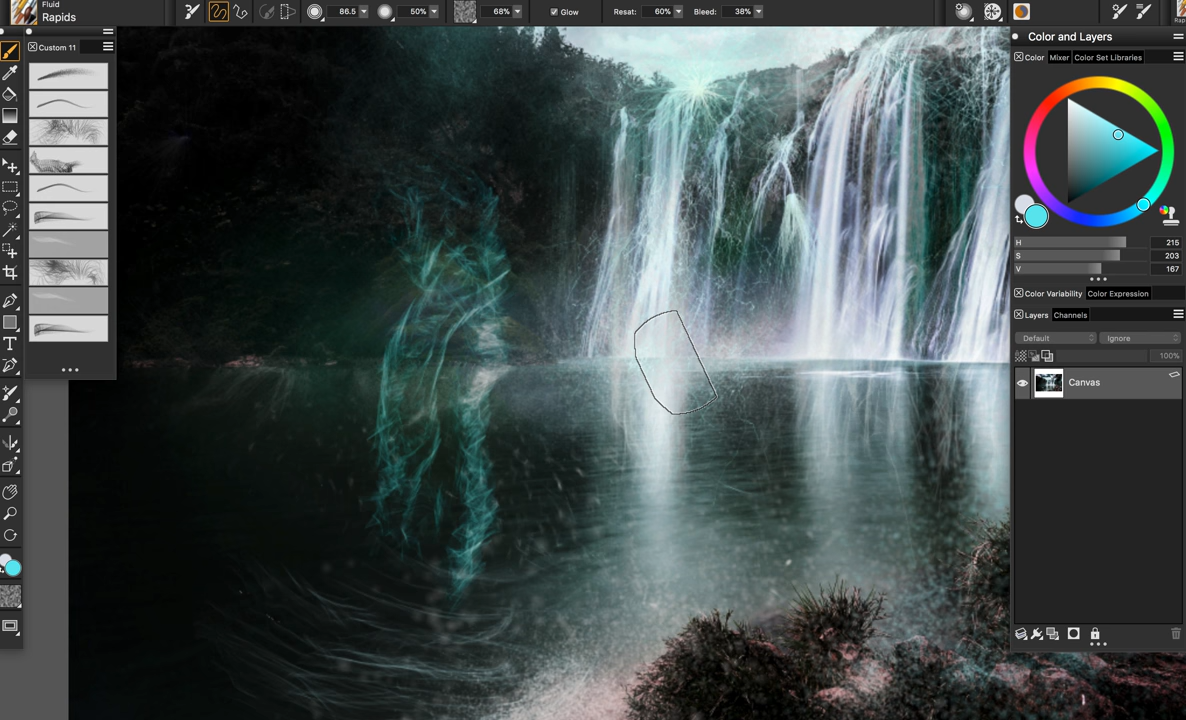 Fluid
Rapids
86.5
50%
68%
Glow
Resat: 60%
Bleed: 38%
Custom 11
Color and Layers
Color Mixer Color Set Libraries
H 215
S 203
V 167
Color Variability Color Expression
Layers Channels
Default Ignore
100%
Canvas
T